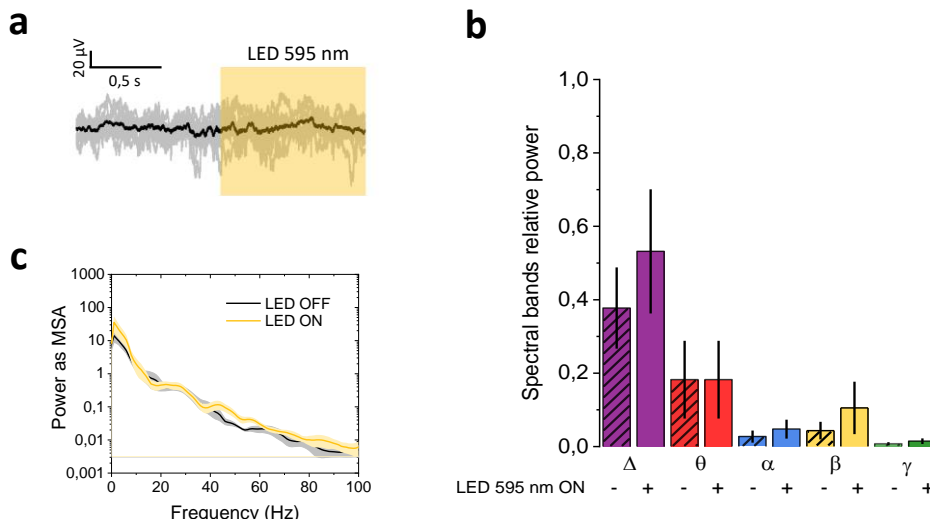 a
LED 595 nm
20 µV
0,5 s
b
1,0
0,8
0,6
0,4
0,2
0,0
Spectral bands relative power
Δ θ α β γ
LED 595 nm ON - + - + - + - + - +
c
1000
100
10
1
0,1
0,01
0,001
Power as MSA
LED OFF
LED ON
0 20 40 60 80 100
Frequency (Hz)